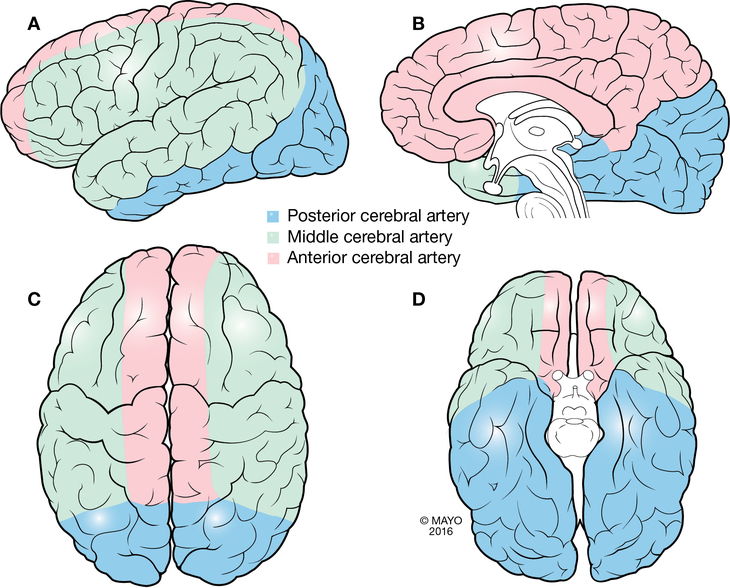 A
B
Posterior cerebral artery
Middle cerebral artery
Anterior cerebral artery
C
D
© MAYO
2016